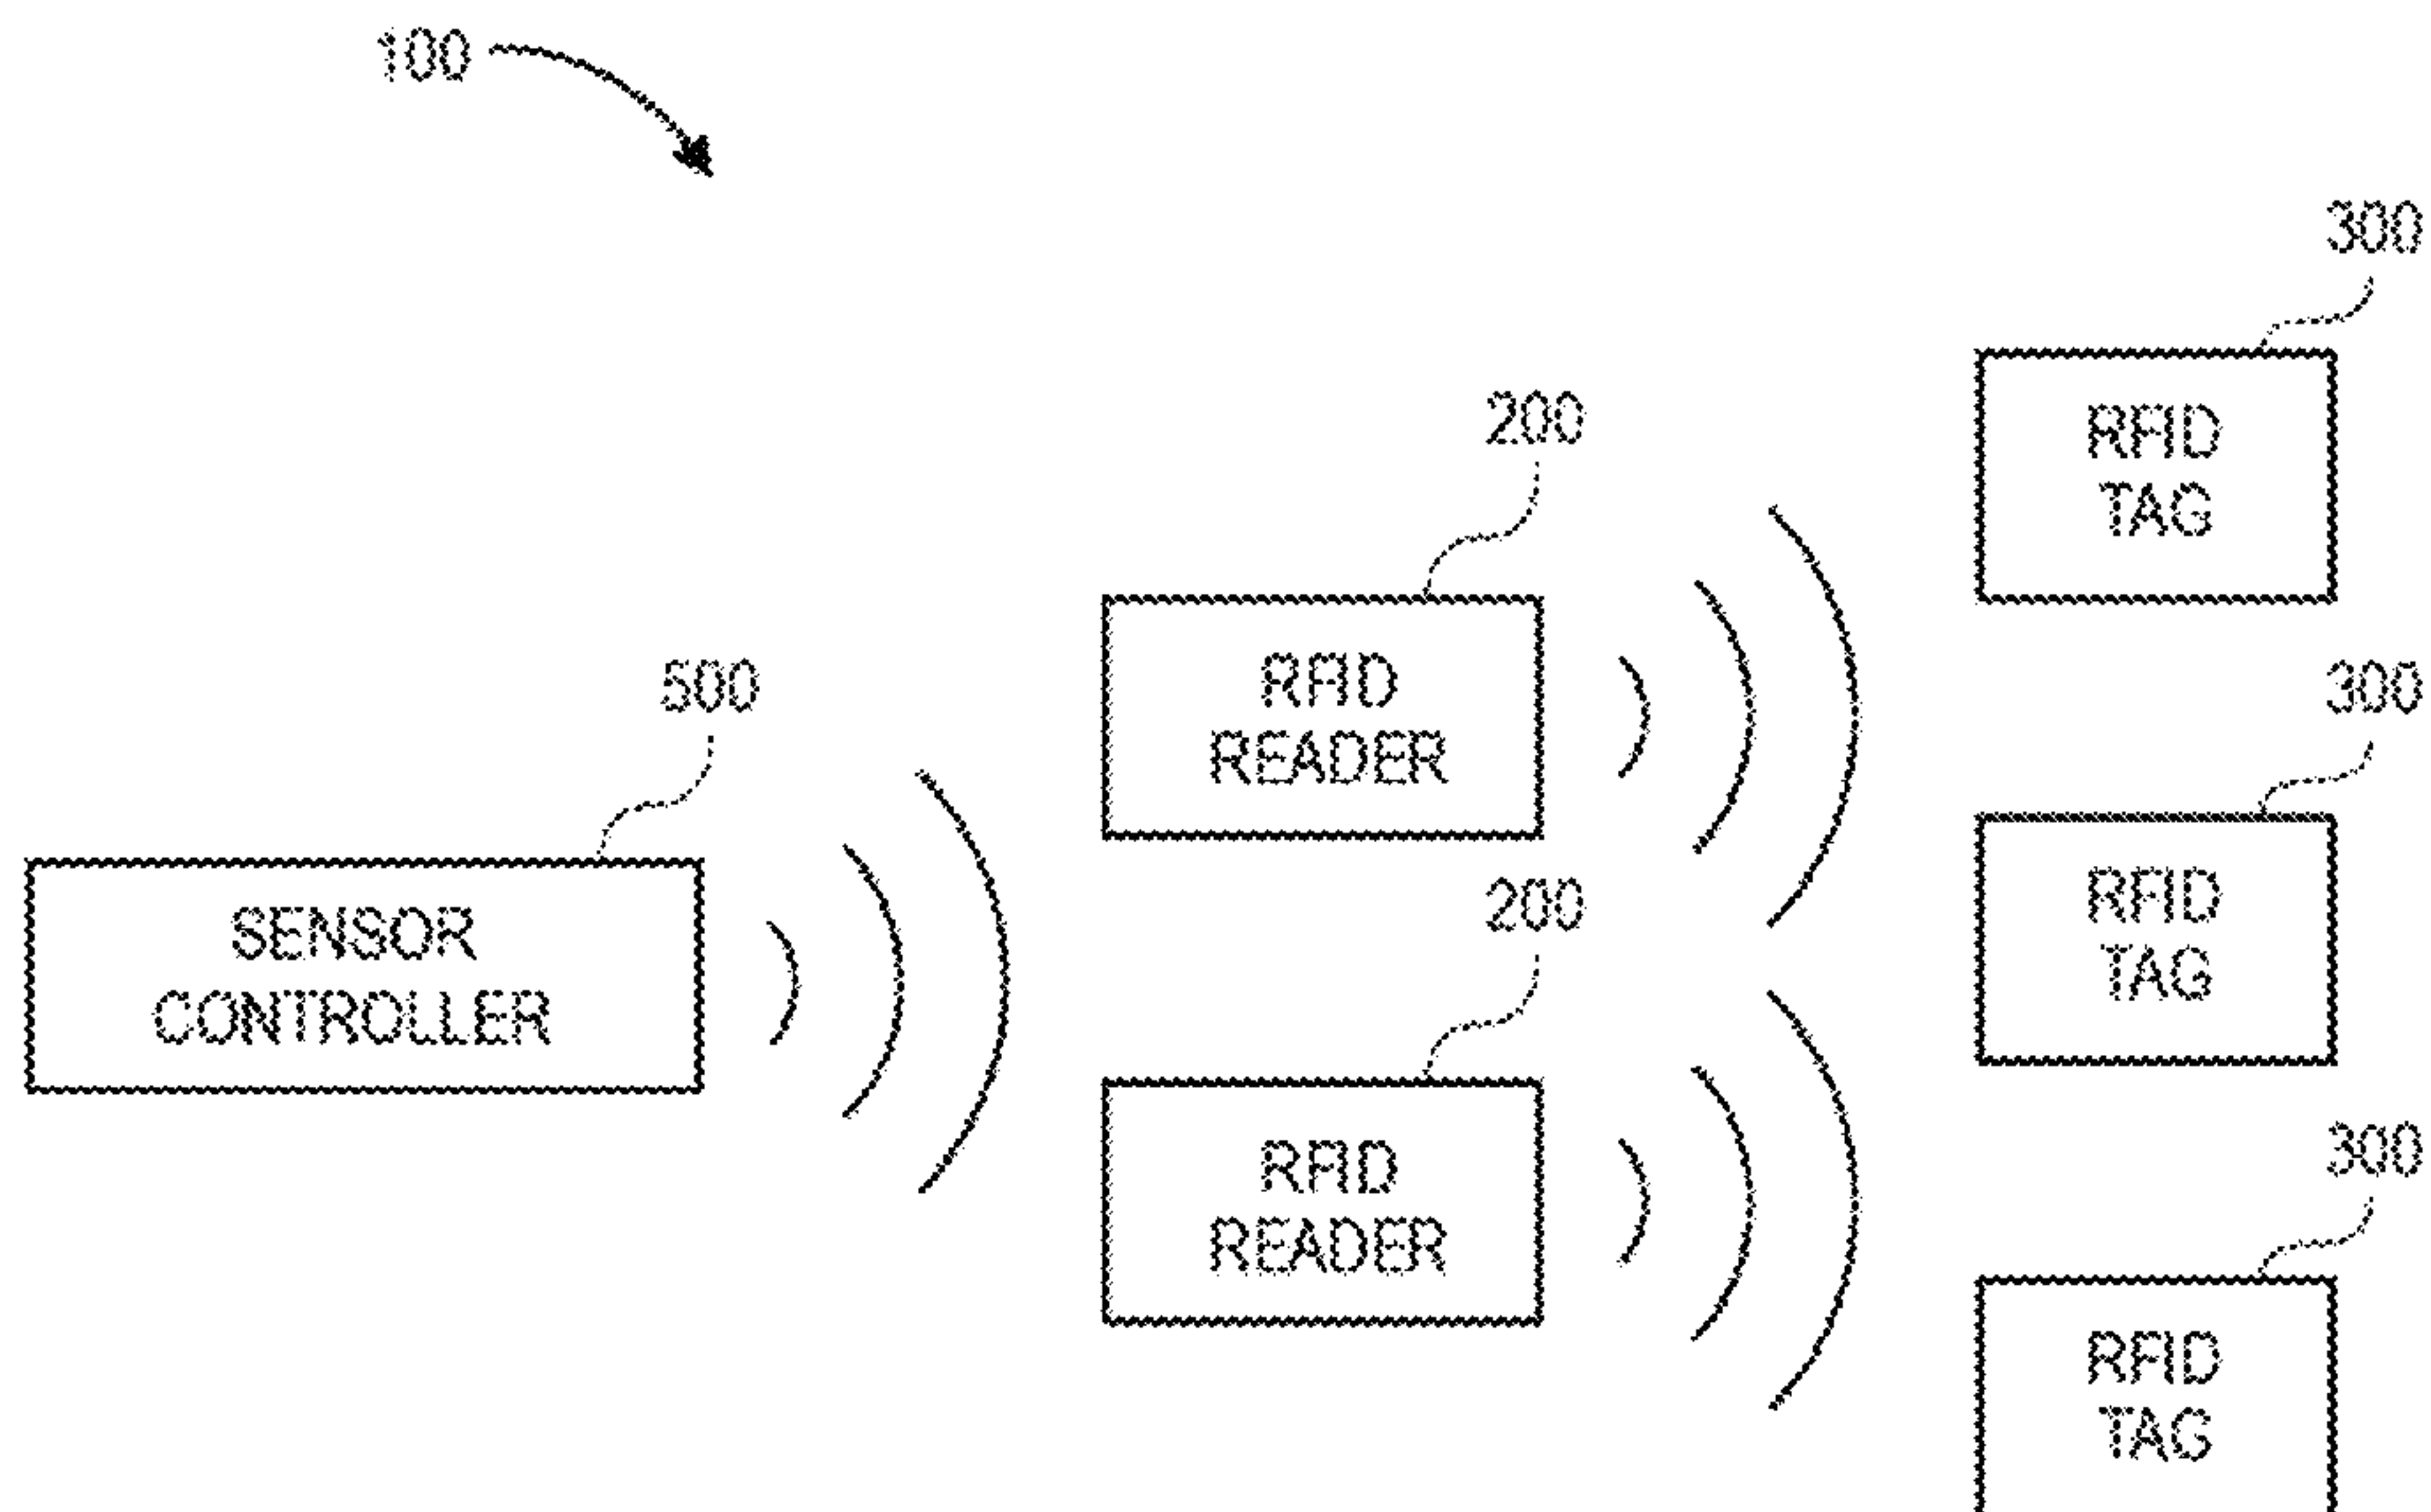 100
300
RFID
TAG
200
RFID
READER
300
RFID
TAG
500
SENSOR
CONTROLLER
200
RFID
READER
300
RFID
TAG